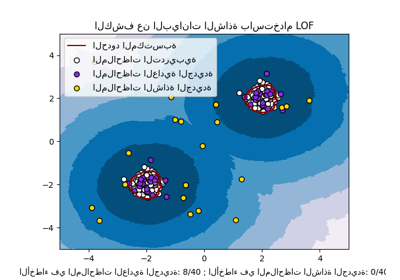 الكشف عن البيانات الشاذة باستخدام LOF
الحدود المكتسبة
الملاحظات التدريبية
الملاحظات العادية الجديدة
الملاحظات الشاذة الجديدة
4
2
0
−2
−4
−4 −2 0 2 4
الأخطاء في الملاحظات العادية الجديدة: 8/40 ; الأخطاء في الملاحظات الشاذة الجديدة: 0/40